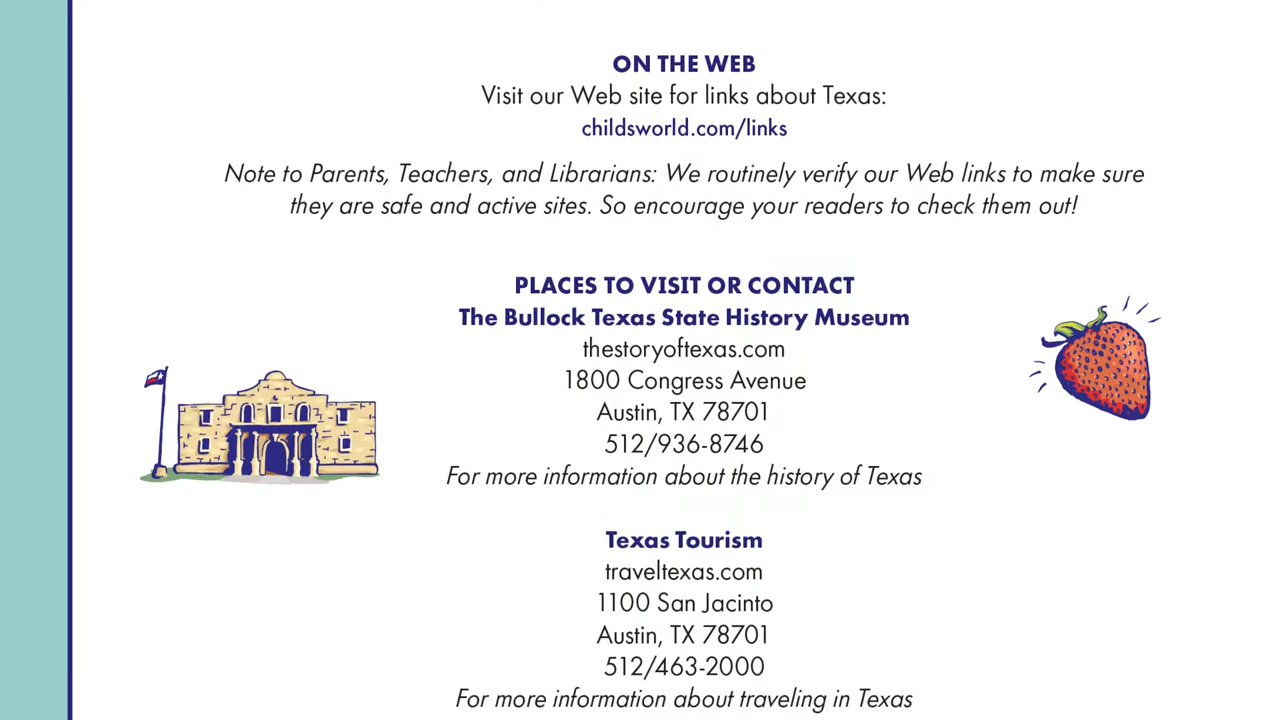 ON THE WEB
Visit our Web site for links about Texas:
childsworld.com/links
Note to Parents, Teachers, and Librarians: We routinely verify our Web links to make sure
they are safe and active sites. So encourage your readers to check them out!
PLACES TO VISIT OR CONTACT
The Bullock Texas State History Museum
thestoryoftexas.com
1800 Congress Avenue
Austin, TX 78701
512/936-8746
For more information about the history of Texas
Texas Tourism
traveltexas.com
1100 San Jacinto
Austin, TX 78701
512/463-2000
For more information about traveling in Texas